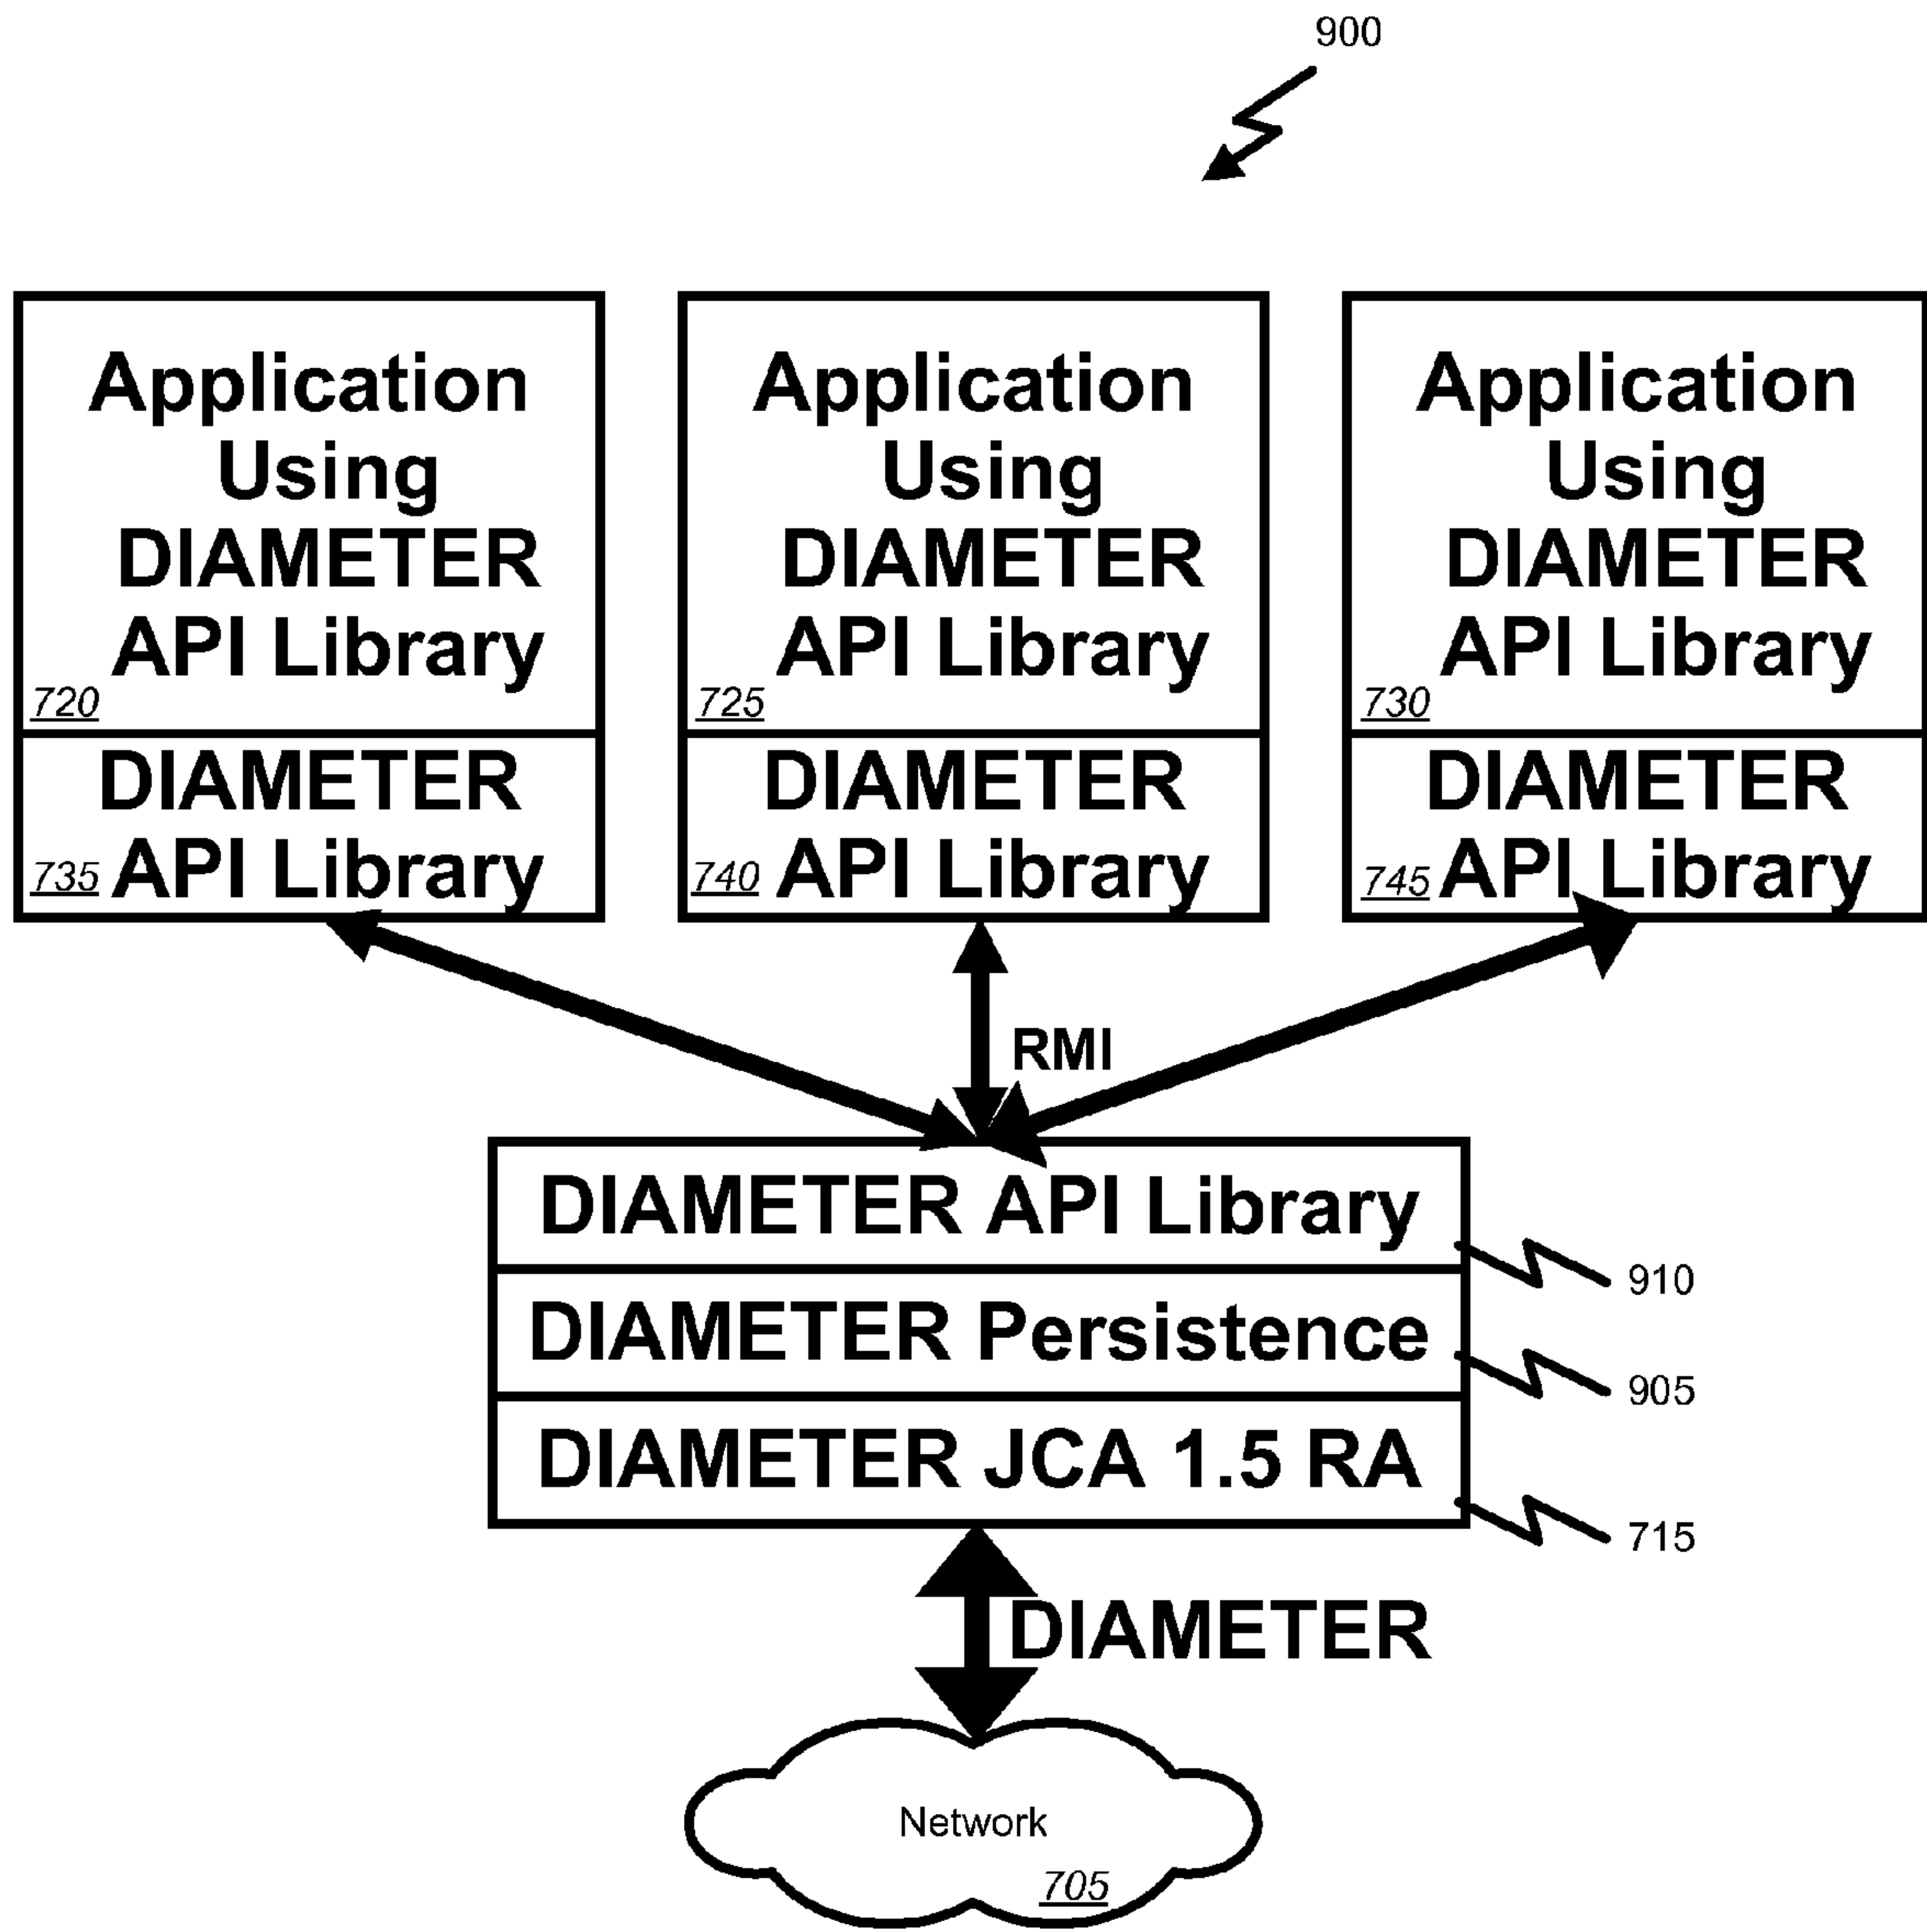 900
Application
Using
DIAMETER
API Library
720
DIAMETER
735 API Library
Application
Using
DIAMETER
API Library
725
DIAMETER
740 API Library
Application
Using
DIAMETER
API Library
730
DIAMETER
745 API Library
RMI
DIAMETER API Library
910
DIAMETER Persistence
905
DIAMETER JCA 1.5 RA
715
DIAMETER
Network
705